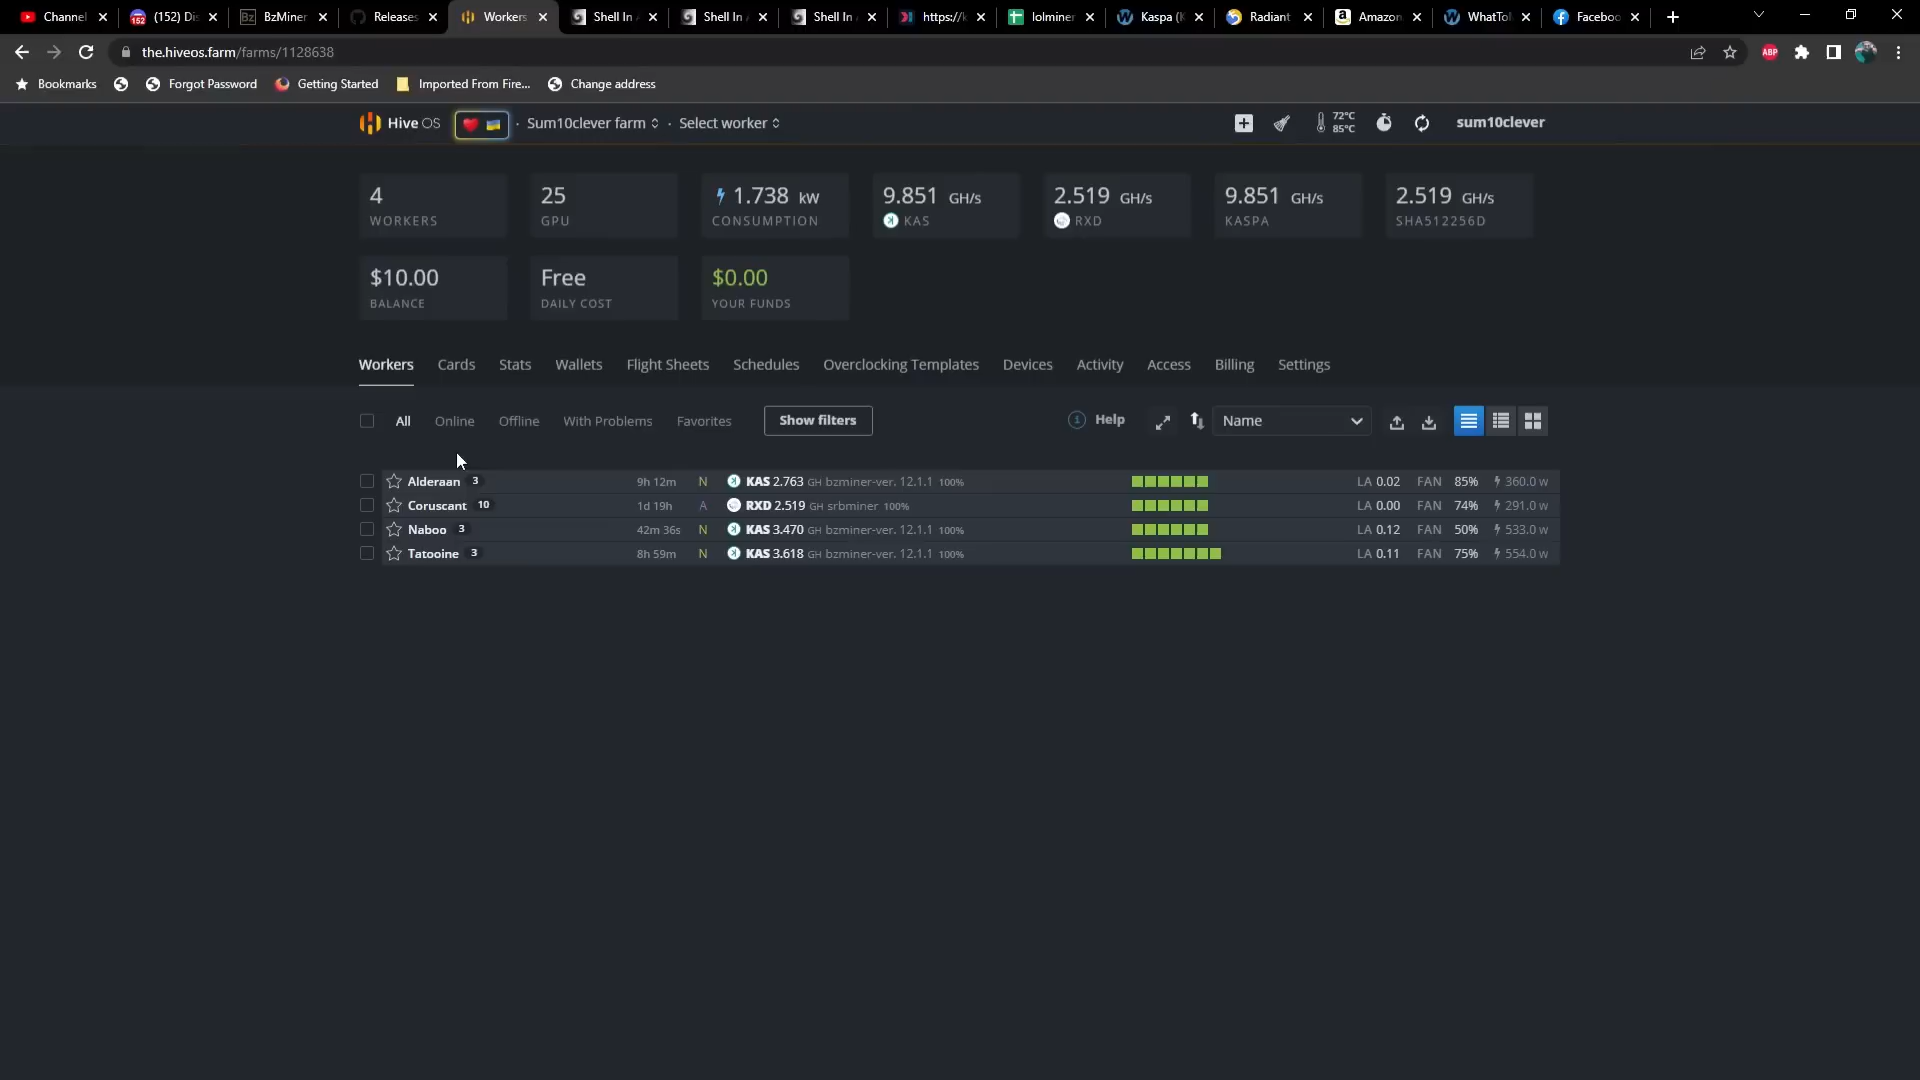 Channel (152) Dis BzMiner Releases Workers Shell In Shell In Shell In https://k lolminer Kaspa (K Radiant Amazon. WhatTo Faceboo
the.hiveos.farm/farms/1128638 ABP
Bookmarks Forgot Password Getting Started Imported From Fire... Change address
Hive OS · Sum10clever farm · Select worker 72°C 85°C sum10clever
4 25 1.738 kW 9.851 GH/s 2.519 GH/s 9.851 GH/s 2.519 GH/s
WORKERS GPU CONSUMPTION KAS RXD KASPA SHA512256D
$10.00 Free $0.00
BALANCE DAILY COST YOUR FUNDS
Workers Cards Stats Wallets Flight Sheets Schedules Overclocking Templates Devices Activity Access Billing Settings
All Online Offline With Problems Favorites Show filters Help Name
Alderaan 3 9h 12m N KAS 2.763 GH bzminer-ver. 12.1.1 100% LA 0.02 FAN 85% 360.0 W
Coruscant 10 1d 19h A RXD 2.519 GH srbminer 100% LA 0.00 FAN 74% 291.0 W
Naboo 3 42m 36s N KAS 3.470 GH bzminer-ver. 12.1.1 100% LA 0.12 FAN 50% 533.0 W
Tatooine 3 8h 59m N KAS 3.618 GH bzminer-ver. 12.1.1 100% LA 0.11 FAN 75% 554.0 W